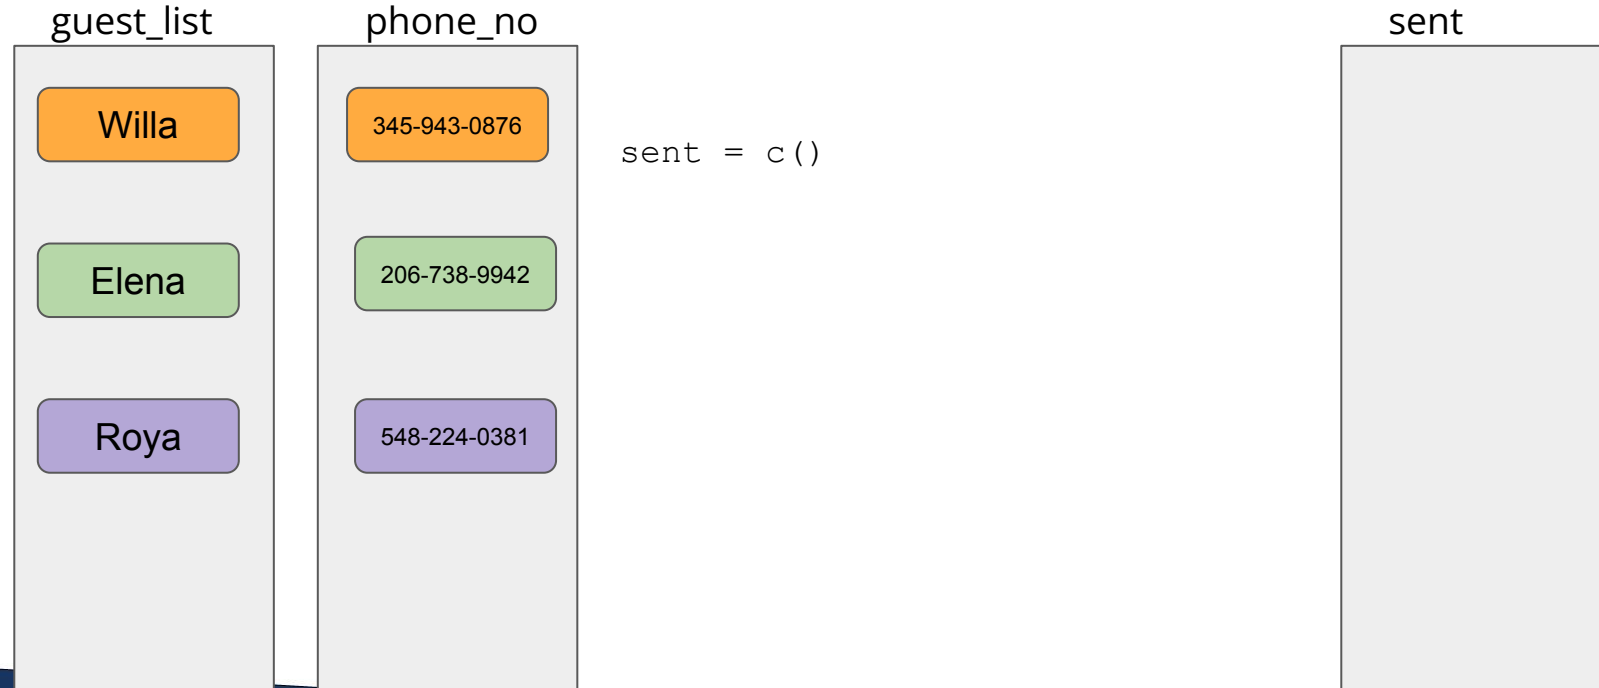 guest_list
phone_no
sent
Willa
345-943-0876
sent = c()
Elena
206-738-9942
Roya
548-224-0381